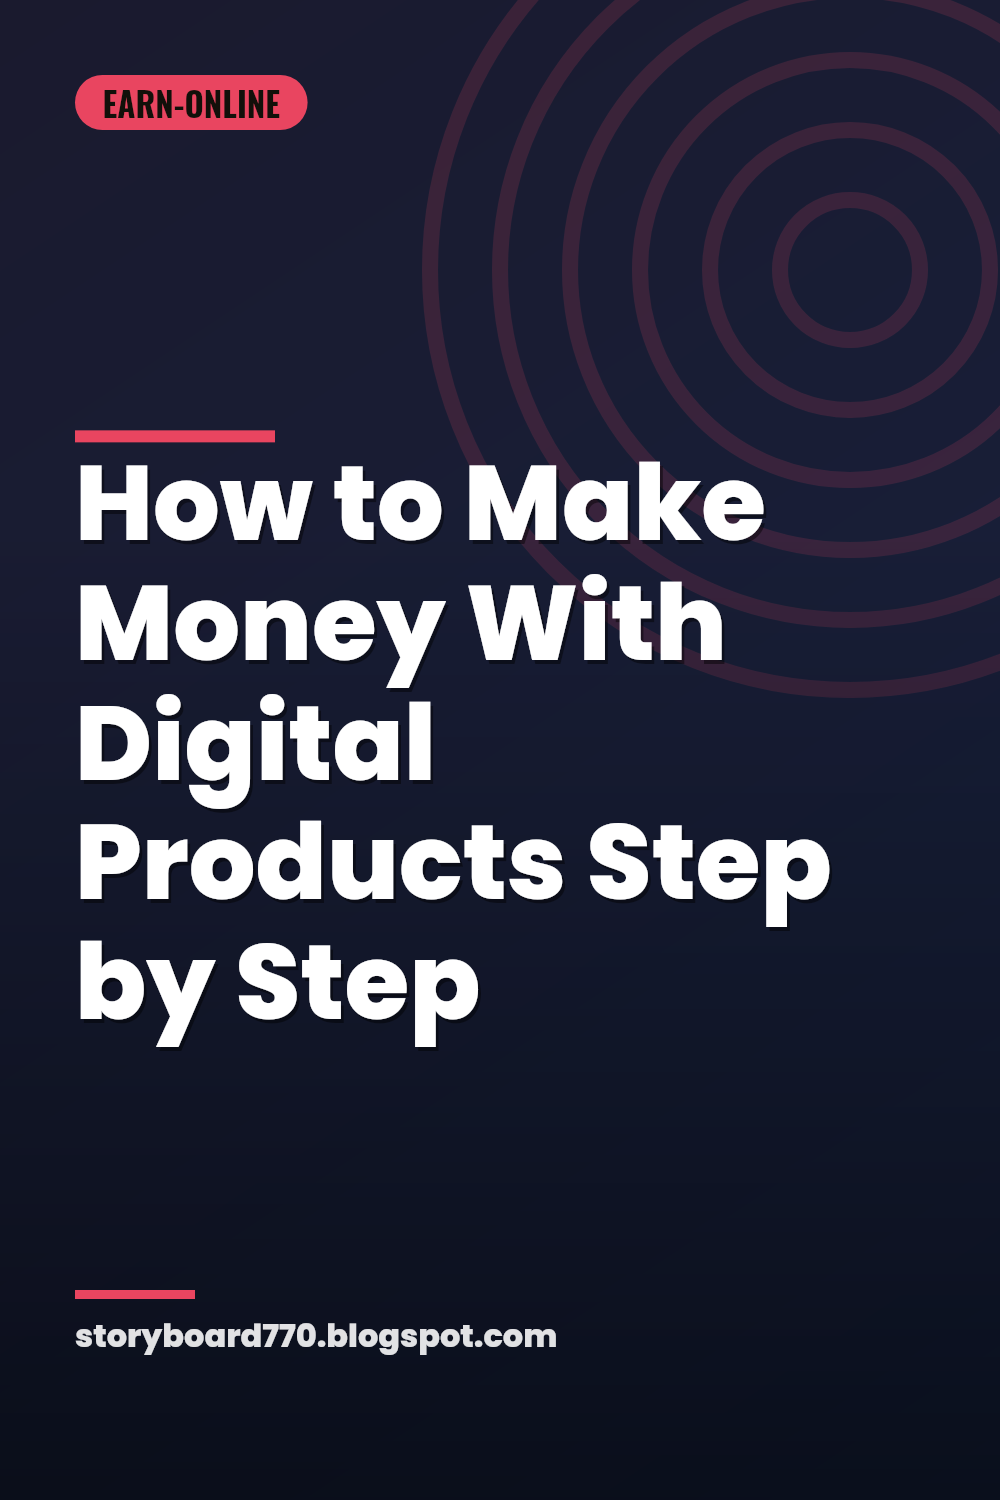 EARN-ONLINE
How to Make
Money With
Digital
Products Step
by Step
storyboard770.blogspot.com